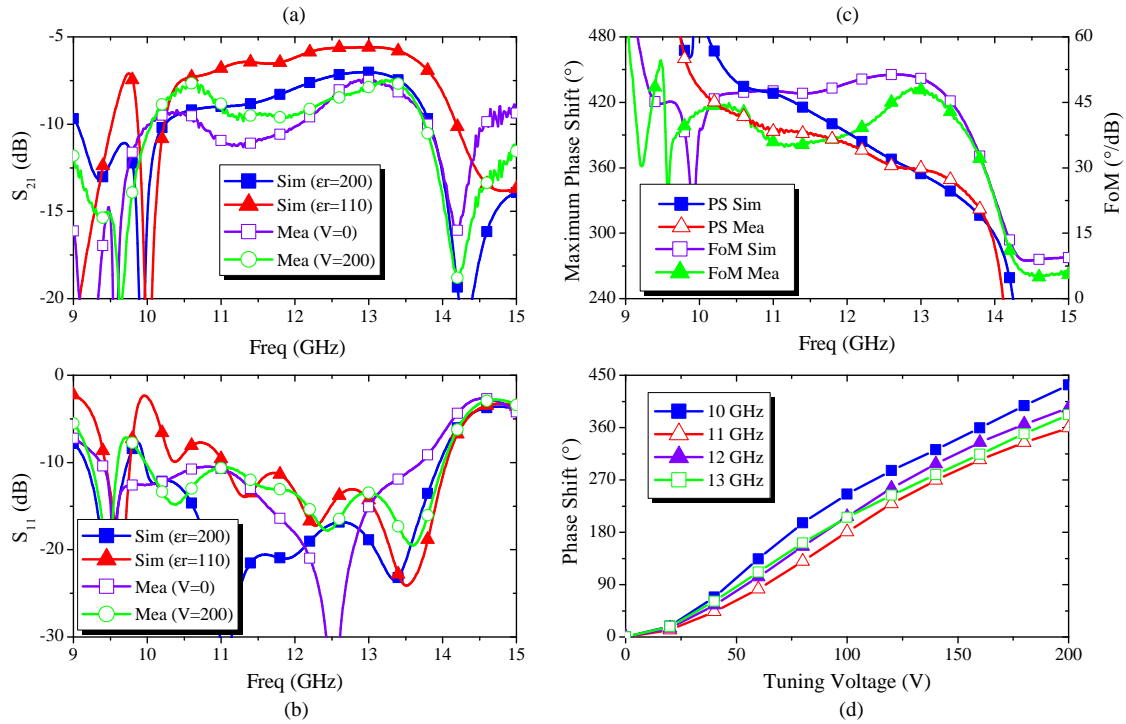 (a)
(c)
-5
-10
-15
-20
S21 (dB)
Sim (εr=200)
Sim (εr=110)
Mea (V=0)
Mea (V=200)
9 10 11 12 13 14 15
Freq (GHz)
480
420
360
300
240
Maximum Phase Shift (°)
60
45
30
15
0
FoM (°/dB)
PS Sim
PS Mea
FoM Sim
FoM Mea
9 10 11 12 13 14 15
Freq (GHz)
0
-10
-20
-30
S11 (dB)
Sim (εr=200)
Sim (εr=110)
Mea (V=0)
Mea (V=200)
9 10 11 12 13 14 15
Freq (GHz)
(b)
450
360
270
180
90
0
Phase Shift (°)
10 GHz
11 GHz
12 GHz
13 GHz
0 50 100 150 200
Tuning Voltage (V)
(d)